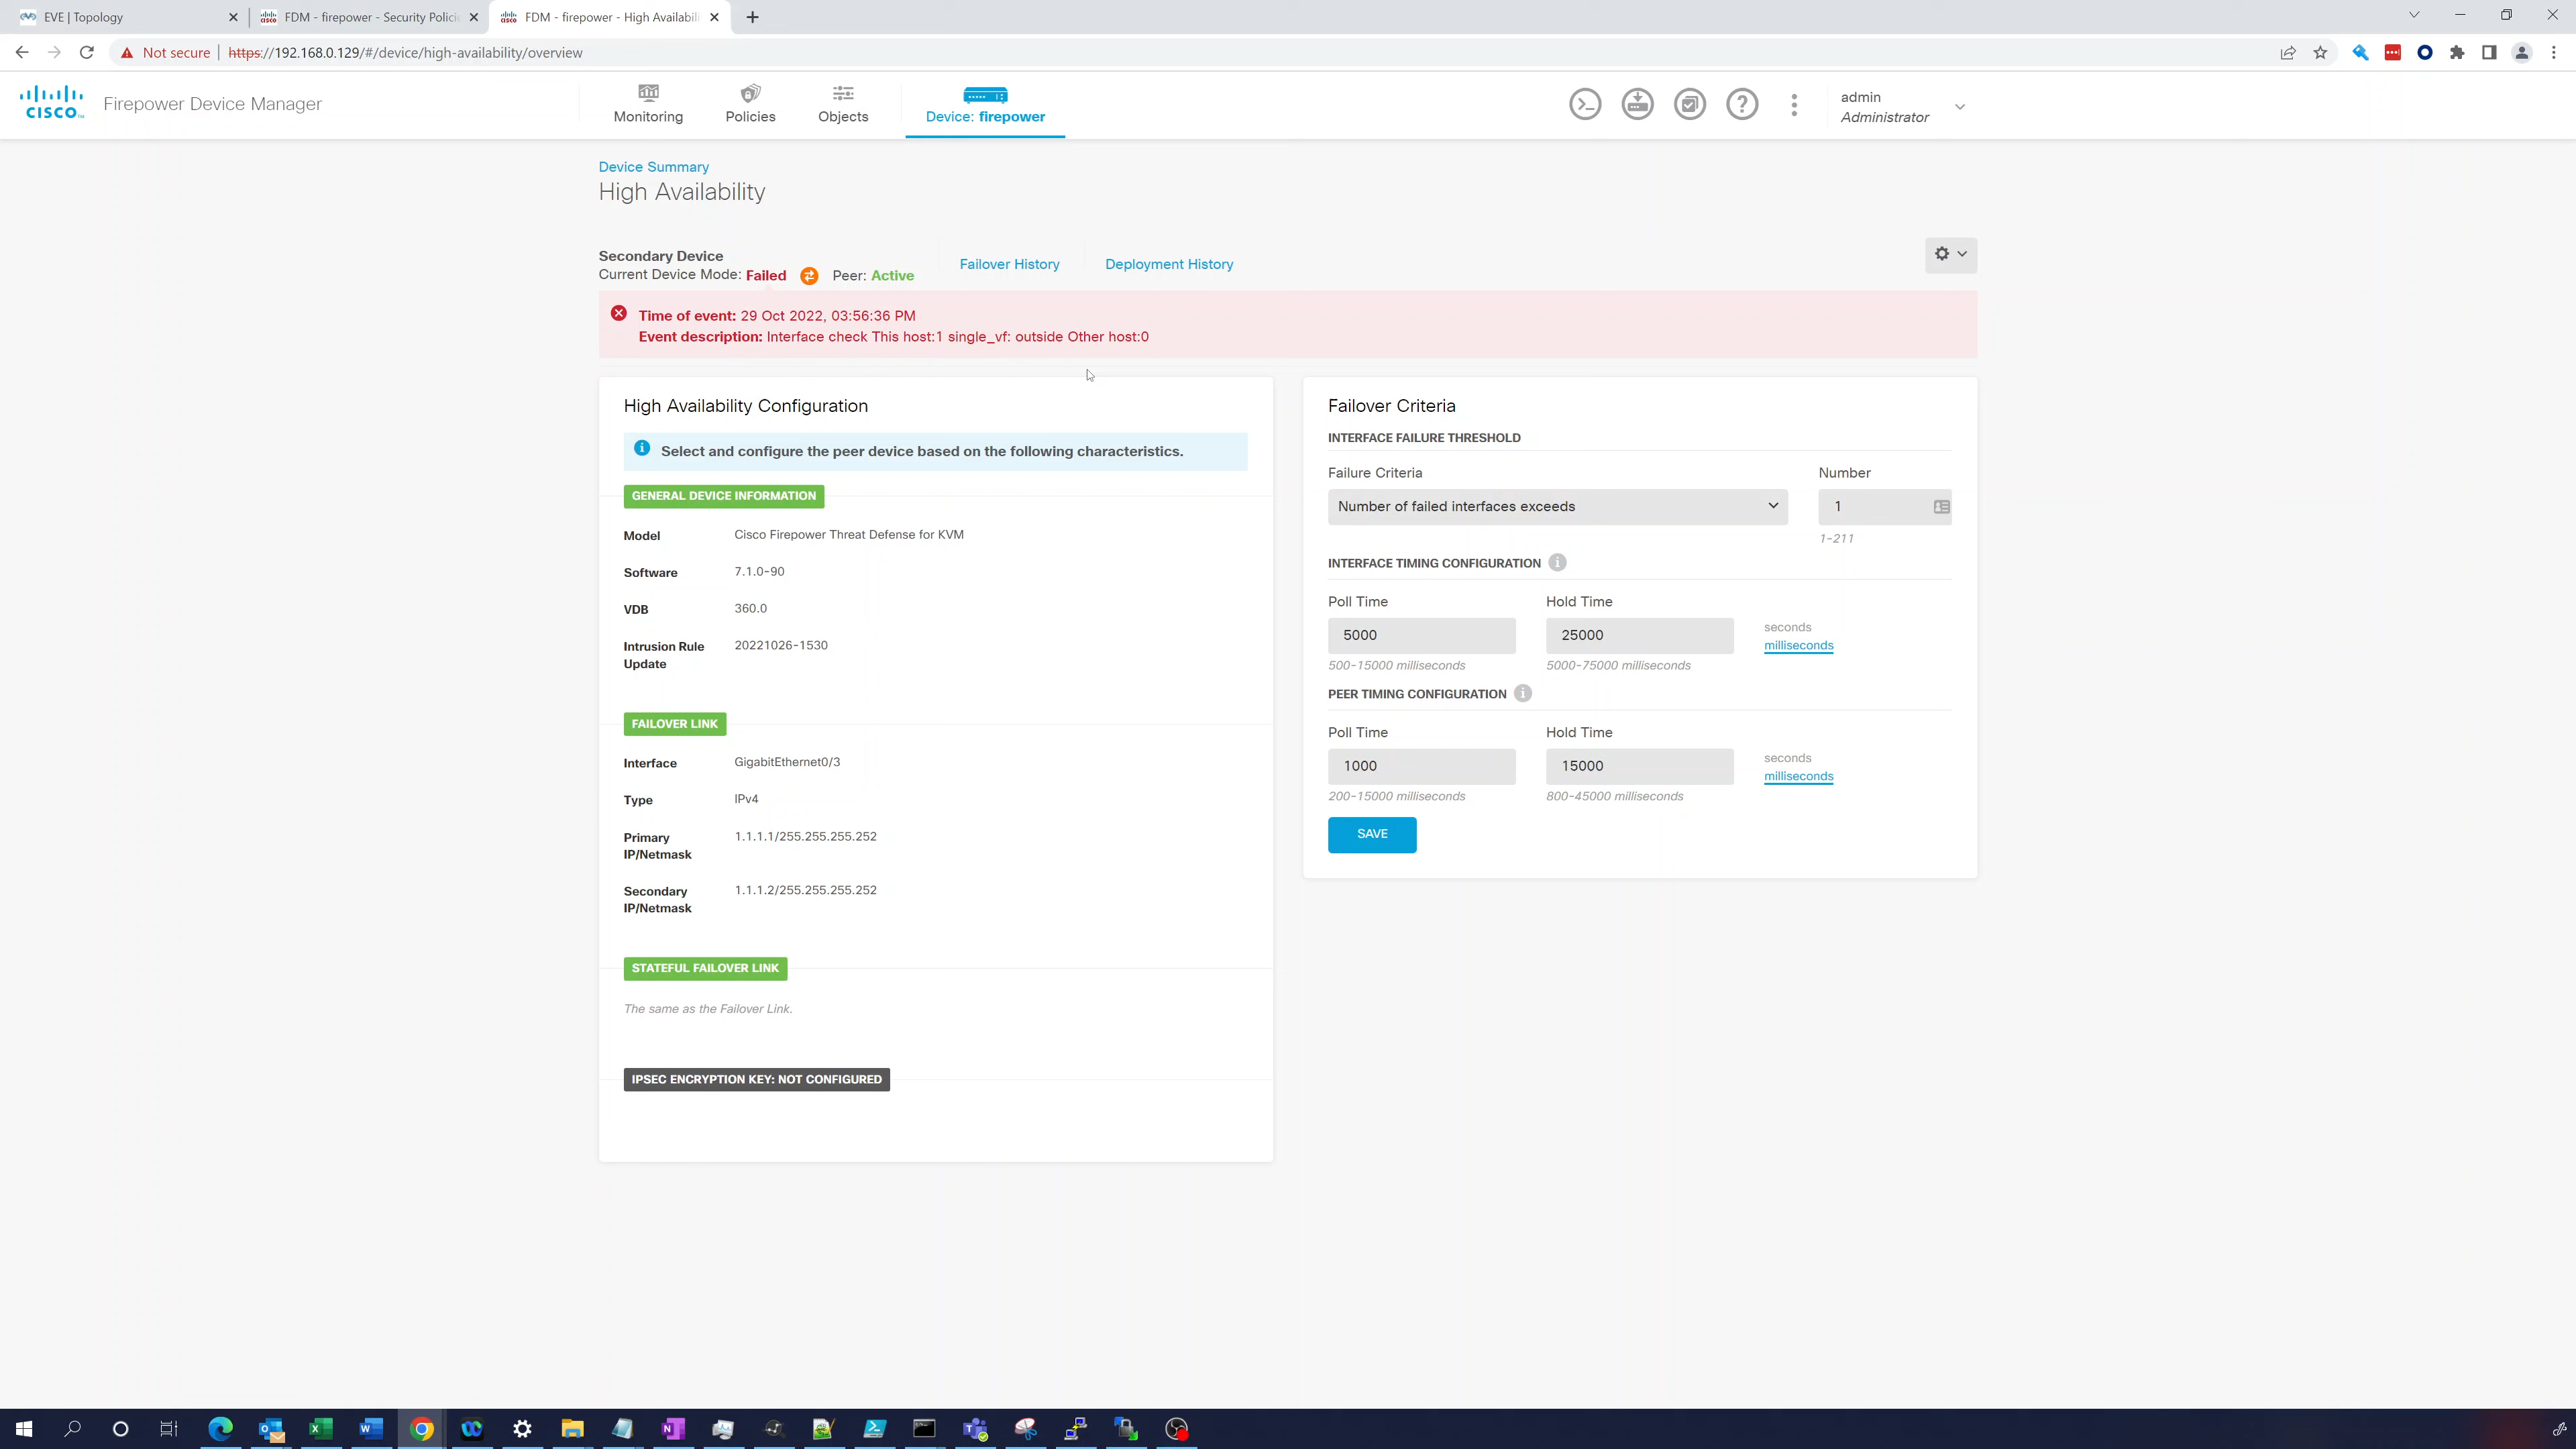 EVE | Topology
FDM - firepower - Security Polici
FDM - firepower - High Availabil
Not secure
https://192.168.0.129/#/device/high-availability/overview
CISCO
Firepower Device Manager
Monitoring
Policies
Objects
Device: firepower
admin
Administrator
Device Summary
High Availability
Secondary Device
Current Device Mode: Failed Peer: Active
Failover History
Deployment History
Time of event: 29 Oct 2022, 03:56:36 PM
Event description: Interface check This host:1 single_vf: outside Other host:0
High Availability Configuration
Select and configure the peer device based on the following characteristics.
GENERAL DEVICE INFORMATION
Model Cisco Firepower Threat Defense for KVM
Software 7.1.0-90
VDB 360.0
Intrusion Rule 20221026-1530
Update
FAILOVER LINK
Interface GigabitEthernet0/3
Type IPv4
Primary 1.1.1.1/255.255.255.252
IP/Netmask
Secondary 1.1.1.2/255.255.255.252
IP/Netmask
STATEFUL FAILOVER LINK
The same as the Failover Link.
IPSEC ENCRYPTION KEY: NOT CONFIGURED
Failover Criteria
INTERFACE FAILURE THRESHOLD
Failure Criteria Number
Number of failed interfaces exceeds 1
1-211
INTERFACE TIMING CONFIGURATION
Poll Time Hold Time
5000 25000 seconds
milliseconds
500-15000 milliseconds 5000-75000 milliseconds
PEER TIMING CONFIGURATION
Poll Time Hold Time
1000 15000 seconds
milliseconds
200-15000 milliseconds 800-45000 milliseconds
SAVE